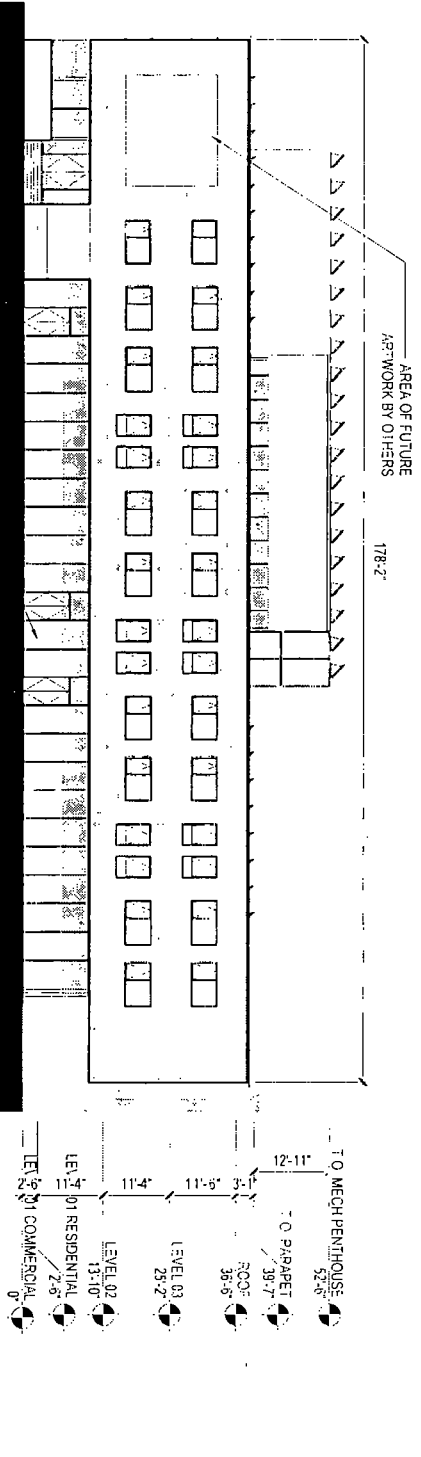 AREA OF FUTURE
ARTWORK BY OTHERS
178'-2"
12'-11"
3'-1"
11'-6"
11'-4"
11'-4"
2'-6"
T.O. MECH PENTHOUSE
52'-6"
T.O. PARAPET
39'-7"
ROOF
36'-6"
LEVEL 03
25'-2"
LEVEL 02
13'-10"
LEVEL 01 RESIDENTIAL
2'-6"
LEVEL 01 COMMERCIAL
0"